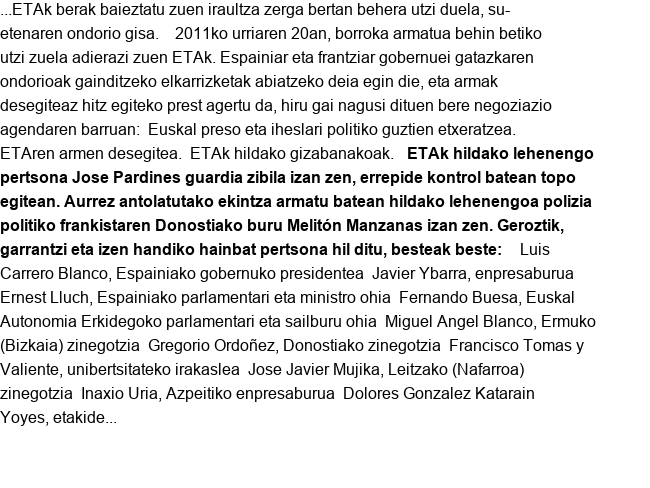 ...ETAk berak baieztatu zuen iraultza zerga bertan behera utzi duela, su-
etenaren ondorio gisa.    2011ko urriaren 20an, borroka armatua behin betiko
utzi zuela adierazi zuen ETAk. Espainiar eta frantziar gobernuei gatazkaren
ondorioak gainditzeko elkarrizketak abiatzeko deia egin die, eta armak
desegiteaz hitz egiteko prest agertu da, hiru gai nagusi dituen bere negoziazio
agendaren barruan:  Euskal preso eta iheslari politiko guztien etxeratzea.
ETAren armen desegitea.  ETAk hildako gizabanakoak.   ETAk hildako lehenengo
pertsona Jose Pardines guardia zibila izan zen, errepide kontrol batean topo
egitean. Aurrez antolatutako ekintza armatu batean hildako lehenengoa polizia
politiko frankistaren Donostiako buru Melitón Manzanas izan zen. Geroztik,
garrantzi eta izen handiko hainbat pertsona hil ditu, besteak beste:    Luis
Carrero Blanco, Espainiako gobernuko presidentea  Javier Ybarra, enpresaburua
Ernest Lluch, Espainiako parlamentari eta ministro ohia  Fernando Buesa, Euskal
Autonomia Erkidegoko parlamentari eta sailburu ohia  Miguel Angel Blanco, Ermuko
(Bizkaia) zinegotzia  Gregorio Ordoñez, Donostiako zinegotzia  Francisco Tomas y
Valiente, unibertsitateko irakaslea  Jose Javier Mujika, Leitzako (Nafarroa)
zinegotzia  Inaxio Uria, Azpeitiko enpresaburua  Dolores Gonzalez Katarain
Yoyes, etakide...